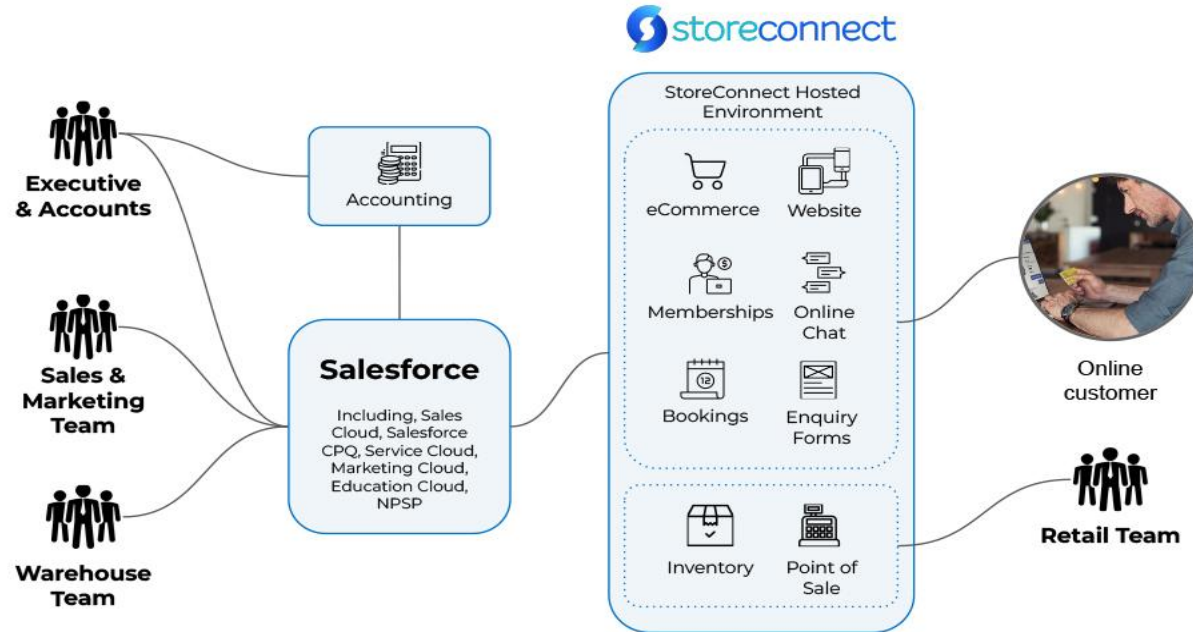 storeconnect
StoreConnect Hosted
Environment
Executive
& Accounts
Accounting
eCommerce
Website
Memberships
Online
Chat
Sales &
Marketing
Team
Salesforce
Including, Sales
Cloud, Salesforce
CPQ, Service Cloud,
Marketing Cloud,
Education Cloud,
NPSP
Bookings
12
Enquiry
Forms
Online
customer
Warehouse
Team
Inventory
Point of
Sale
Retail Team